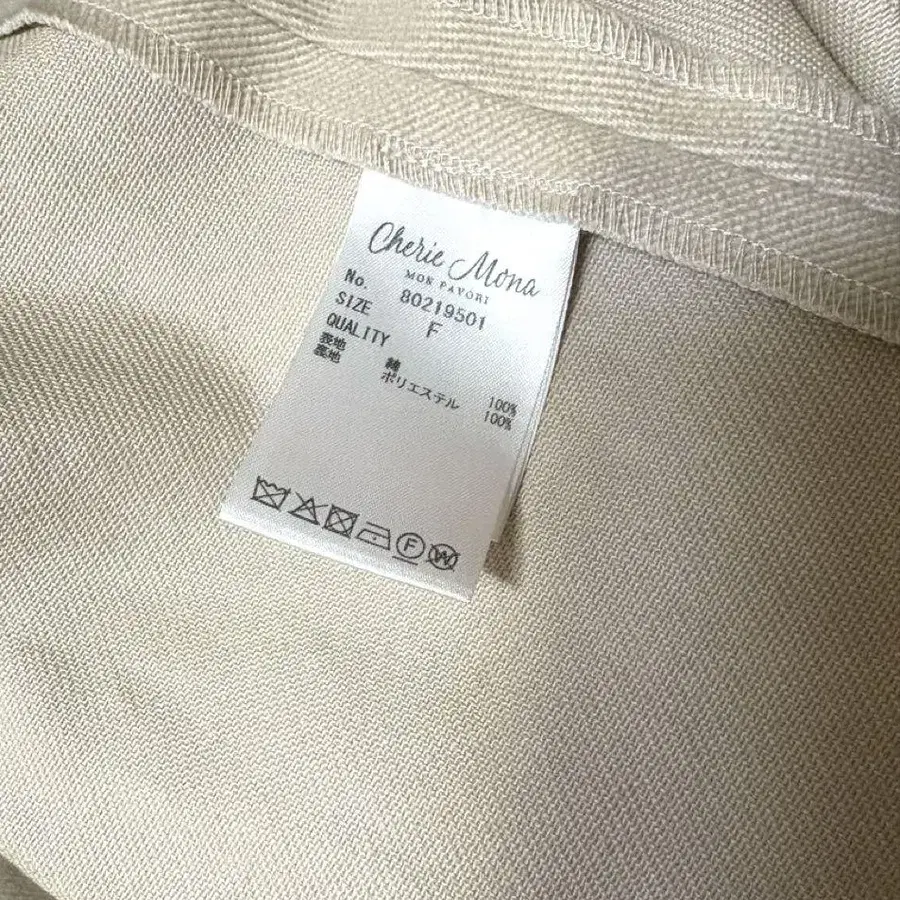 Cherie Mona
MON FAVORI
No. 80219501
SIZE F
QUALITY
表地 綿 100%
裏地 ポリエステル 100%
F
W